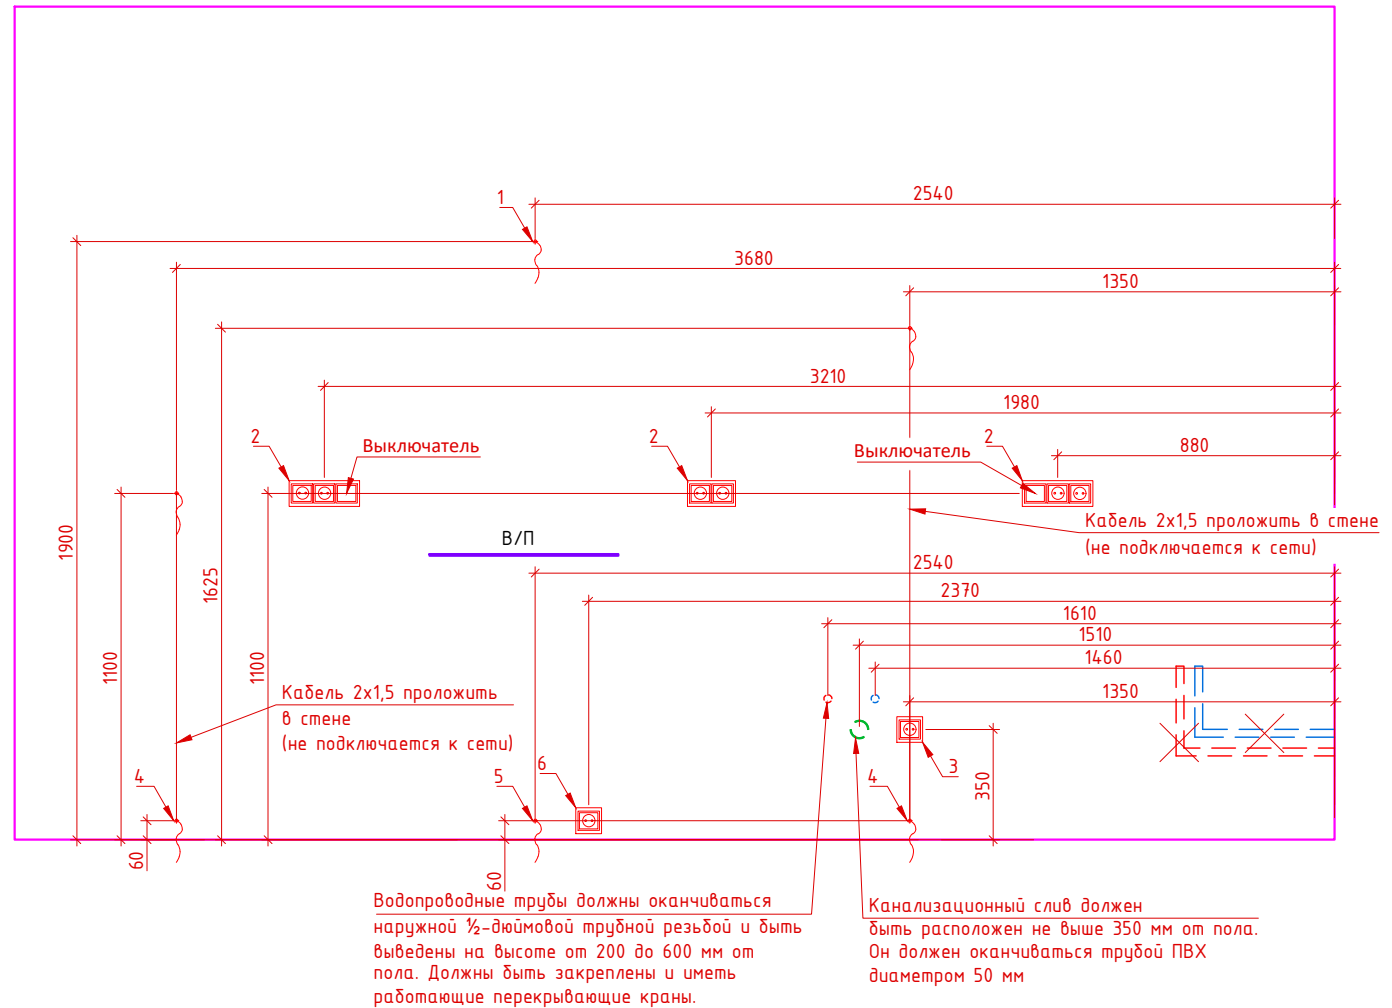 2540
1
3680
1350
1900
1625
3210
1980
880
2
Выключатель
2
Выключатель
2
Кабель 2х1,5 проложить в стене
(не подключается к сети)
В/П
2540
2370
1610
1510
1460
1350
1100
1100
Кабель 2х1,5 проложить
в стене
(не подключается к сети)
4
5
6
4
3
350
60
60
Водопроводные трубы должны оканчиваться
наружной ½-дюймовой трубной резьбой и быть
выведены на высоте от 200 до 600 мм от
пола. Должны быть закреплены и иметь
работающие перекрывающие краны.
Канализационный слив должен
быть расположен не выше 350 мм от пола.
Он должен оканчиваться трубой ПВХ
диаметром 50 мм